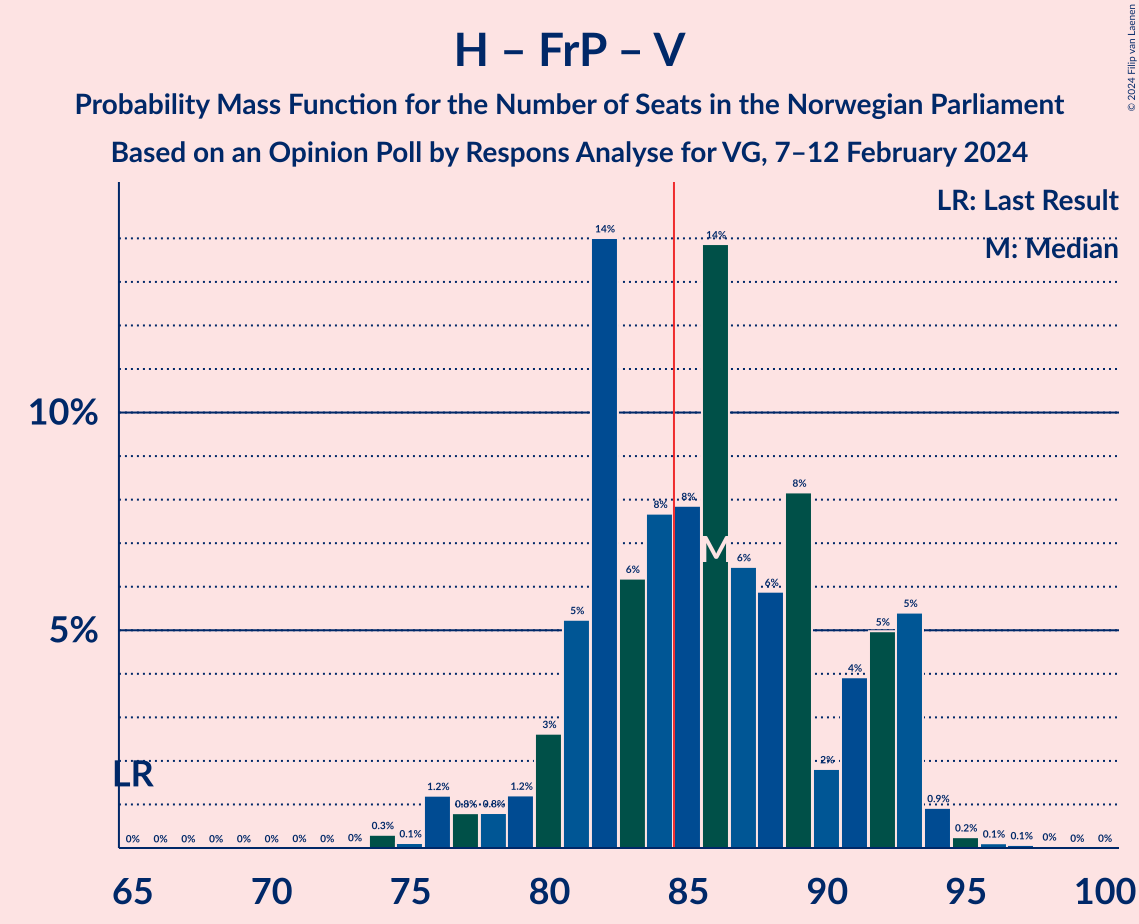 H – FrP – V
Probability Mass Function for the Number of Seats in the Norwegian Parliament
Based on an Opinion Poll by Respons Analyse for VG, 7–12 February 2024
© 2024 Filip van Laenen
LR: Last Result
M: Median
10%
5%
LR
M
0% 0% 0% 0% 0% 0% 0% 0% 0% 0.3% 0.1% 1.2% 0.8% 0.8% 1.2% 3% 5% 14% 6% 8% 8% 14% 6% 6% 8% 2% 4% 5% 5% 0.9% 0.2% 0.1% 0.1% 0% 0% 0%
65 70 75 80 85 90 95 100